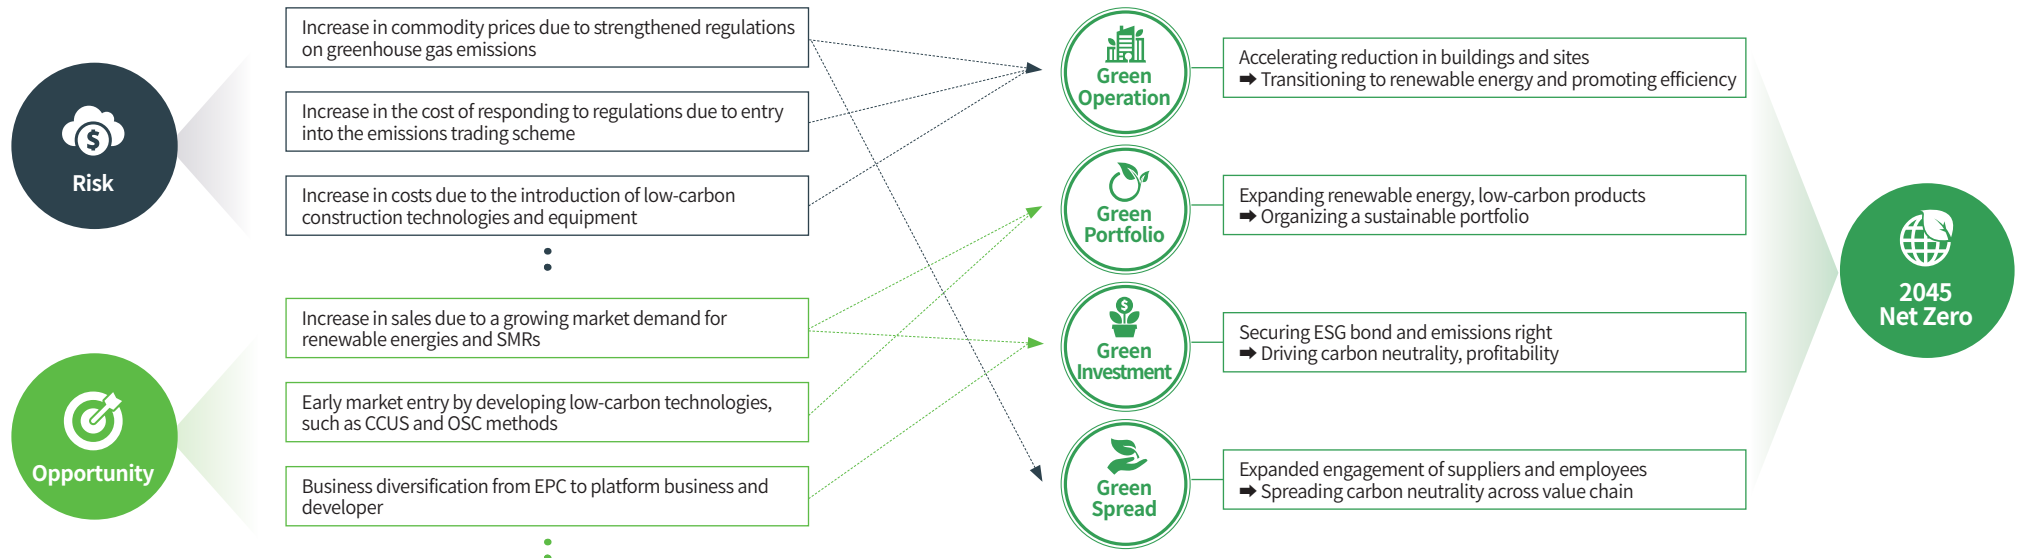 Risk
Increase in commodity prices due to strengthened regulations
on greenhouse gas emissions
Increase in the cost of responding to regulations due to entry
into the emissions trading scheme
Increase in costs due to the introduction of low-carbon
construction technologies and equipment
Opportunity
Increase in sales due to a growing market demand for
renewable energies and SMRs
Early market entry by developing low-carbon technologies,
such as CCUS and OSC methods
Business diversification from EPC to platform business and
developer
Green
Operation
Accelerating reduction in buildings and sites
➡ Transitioning to renewable energy and promoting efficiency
Green
Portfolio
Expanding renewable energy, low-carbon products
➡ Organizing a sustainable portfolio
Green
Investment
Securing ESG bond and emissions right
➡ Driving carbon neutrality, profitability
Green
Spread
Expanded engagement of suppliers and employees
➡ Spreading carbon neutrality across value chain
2045
Net Zero